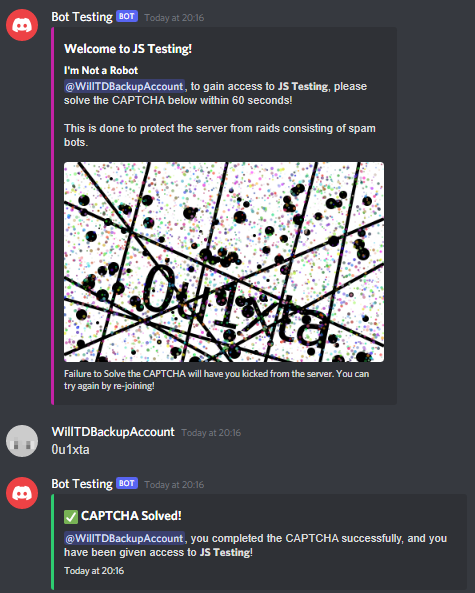 Bot Testing BOT Today at 20:16
Welcome to JS Testing!
I'm Not a Robot
@WillTDBackupAccount, to gain access to JS Testing, please
solve the CAPTCHA below within 60 seconds!
This is done to protect the server from raids consisting of spam
bots.
0u1xta
Failure to Solve the CAPTCHA will have you kicked from the server. You can
try again by re-joining!
WillTDBackupAccount Today at 20:16
0u1xta
Bot Testing BOT Today at 20:16
✅ CAPTCHA Solved!
@WillTDBackupAccount, you completed the CAPTCHA successfully, and you
have been given access to JS Testing!
Today at 20:16